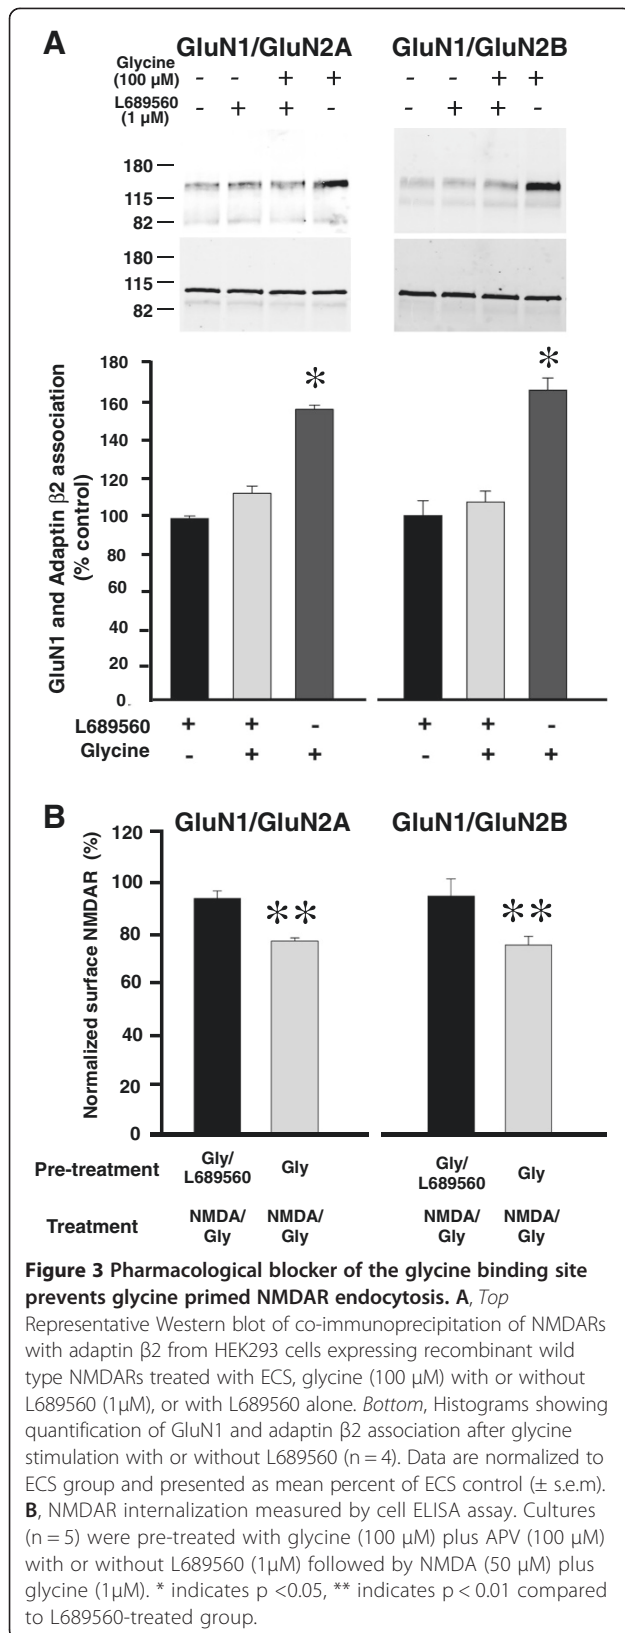 A
GluN1/GluN2A GluN1/GluN2B
Glycine (100 µM) - - + + - - + +
L689560 (1 µM) - + + - - + + -
180
115
82
180
115
82
GluN1 and Adaptin β2 association (% control)
180
160
140
120
100
80
60
40
20
0
* *
L689560 + + - + + -
Glycine - + + - + +
B
GluN1/GluN2A GluN1/GluN2B
Normalized surface NMDAR (%)
120
100
80
60
40
20
0
** **
Pre-treatment Gly/L689560 Gly Gly/L689560 Gly
Treatment NMDA/Gly NMDA/Gly NMDA/Gly NMDA/Gly
Figure 3 Pharmacological blocker of the glycine binding site
prevents glycine primed NMDAR endocytosis. A, Top
Representative Western blot of co-immunoprecipitation of NMDARs
with adaptin β2 from HEK293 cells expressing recombinant wild
type NMDARs treated with ECS, glycine (100 μM) with or without
L689560 (1μM), or with L689560 alone. Bottom, Histograms showing
quantification of GluN1 and adaptin β2 association after glycine
stimulation with or without L689560 (n = 4). Data are normalized to
ECS group and presented as mean percent of ECS control (± s.e.m).
B, NMDAR internalization measured by cell ELISA assay. Cultures
(n = 5) were pre-treated with glycine (100 μM) plus APV (100 μM)
with or without L689560 (1μM) followed by NMDA (50 μM) plus
glycine (1μM). * indicates p <0.05, ** indicates p < 0.01 compared
to L689560-treated group.